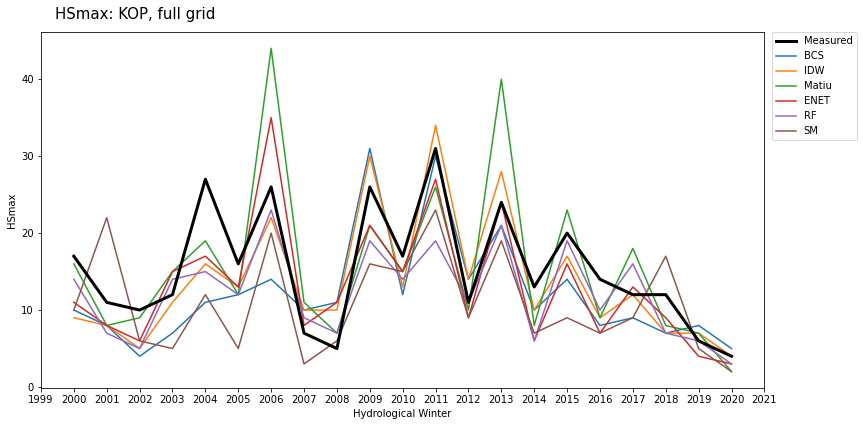 HSmax: KOP, full grid
Measured
BCS
IDW
Matiu
ENET
RF
SM
HSmax
40
30
20
10
0
1999 2000 2001 2002 2003 2004 2005 2006 2007 2008 2009 2010 2011 2012 2013 2014 2015 2016 2017 2018 2019 2020 2021
Hydrological Winter